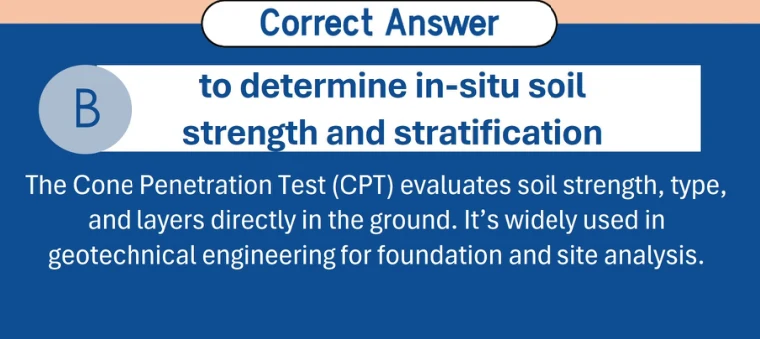 Correct Answer
B
to determine in-situ soil
strength and stratification
The Cone Penetration Test (CPT) evaluates soil strength, type,
and layers directly in the ground. It’s widely used in
geotechnical engineering for foundation and site analysis.